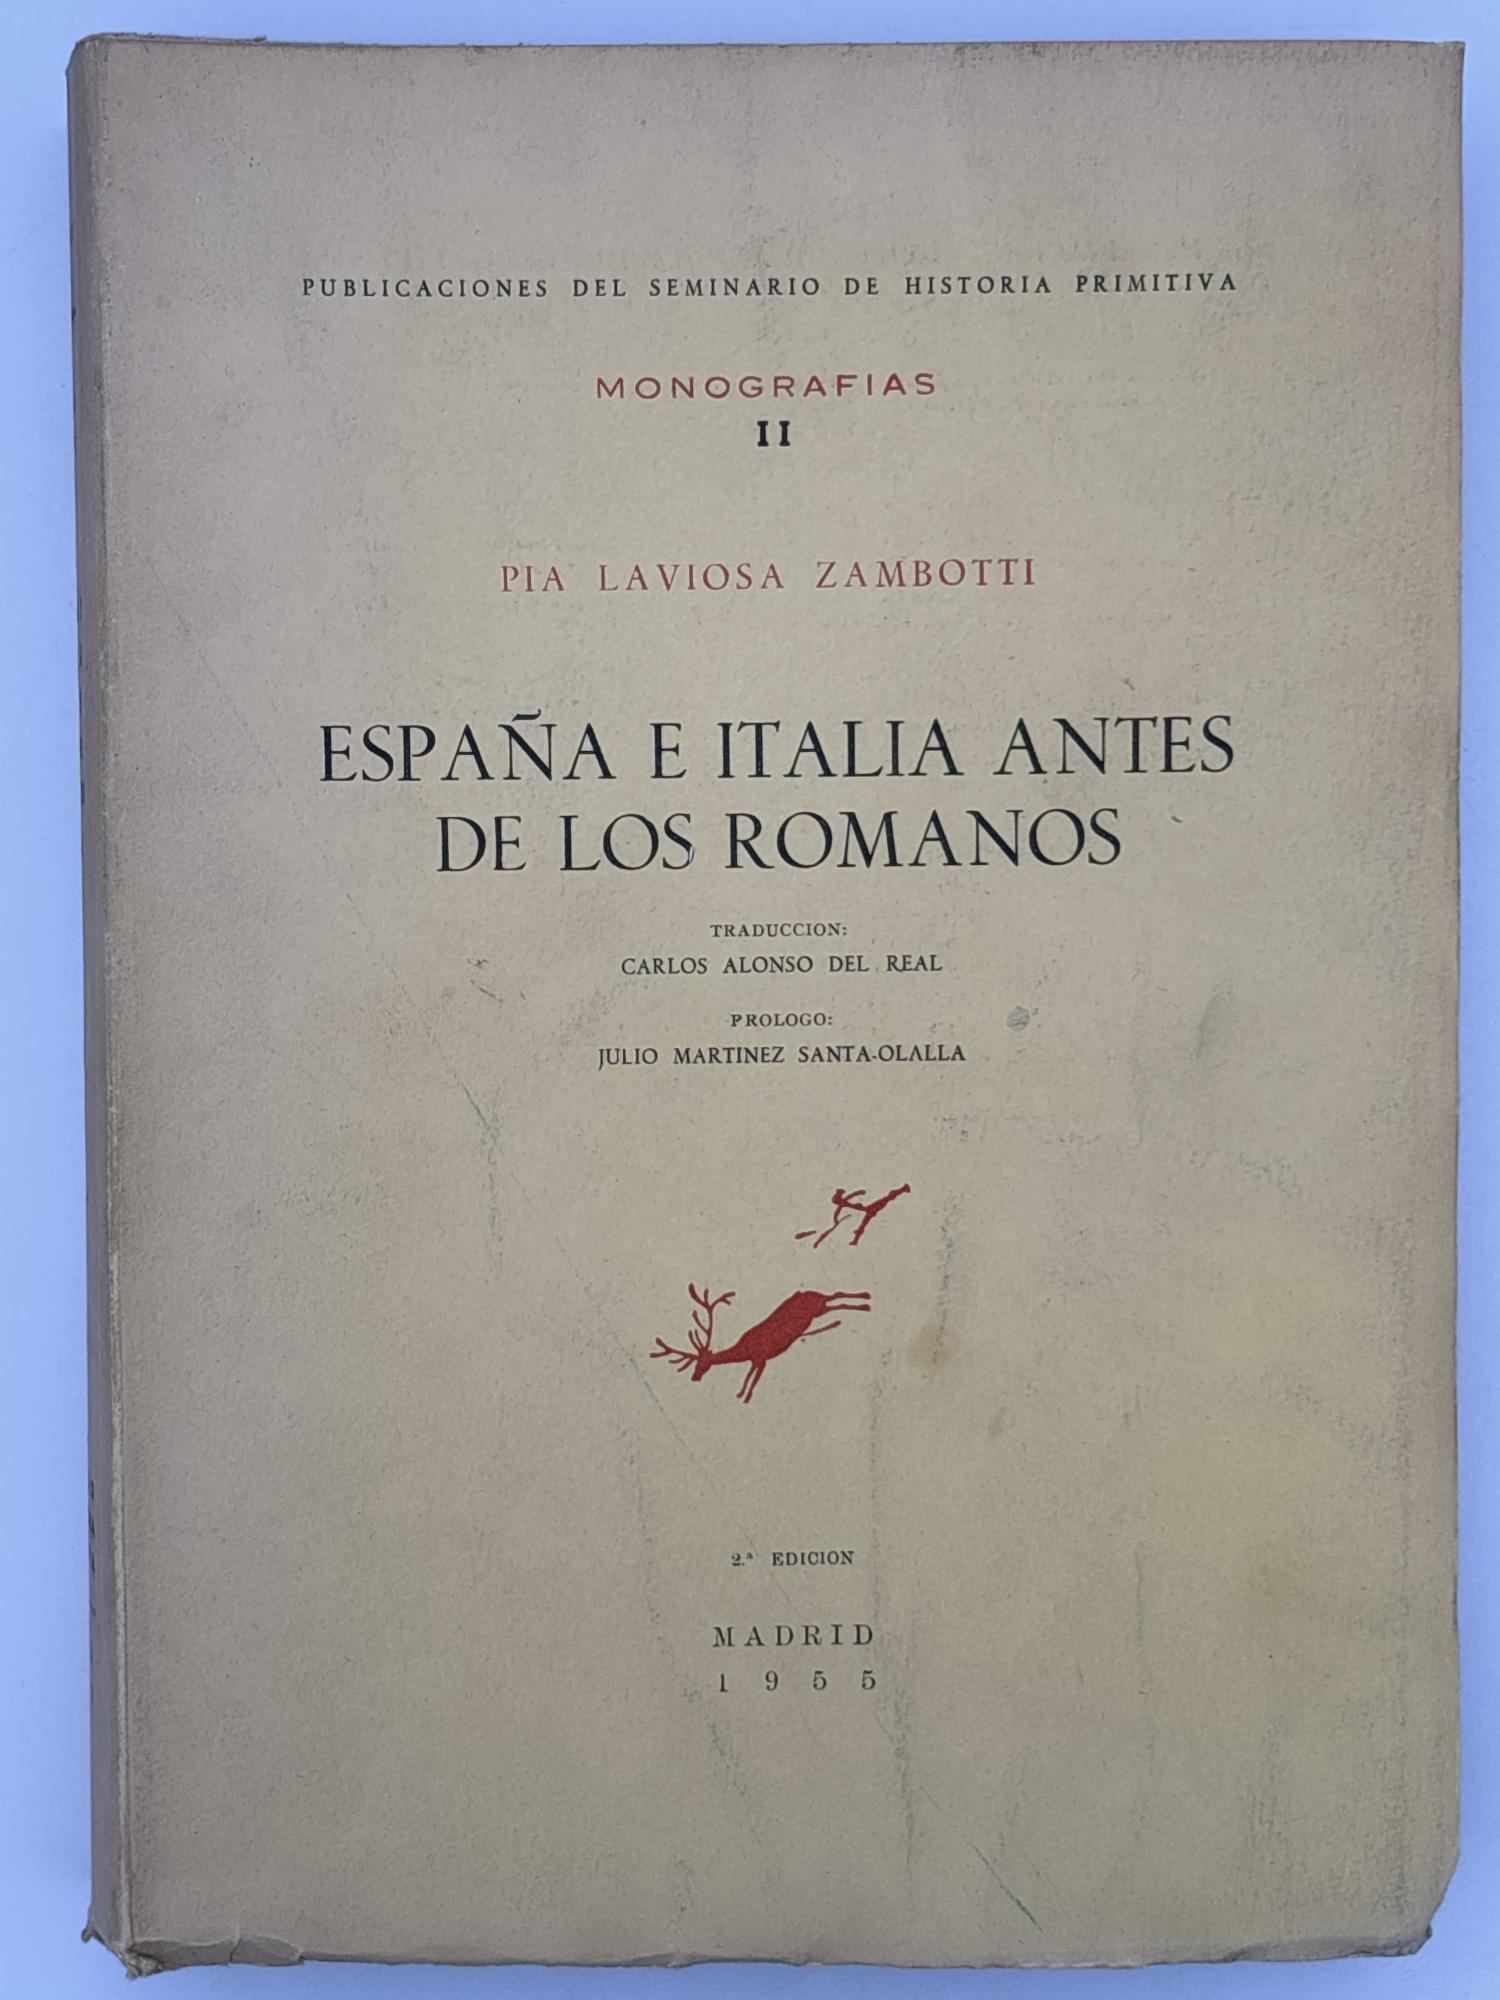 PUBLICACIONES DEL SEMINARIO DE HISTORIA PRIMITIVA
MONOGRAFIAS
II
PIA LAVIOSA ZAMBOTTI
ESPAÑA E ITALIA ANTES
DE LOS ROMANOS
TRADUCCION:
CARLOS ALONSO DEL REAL
PROLOGO:
JULIO MARTINEZ SANTA-OLALLA
2.ª EDICION
MADRID
1955